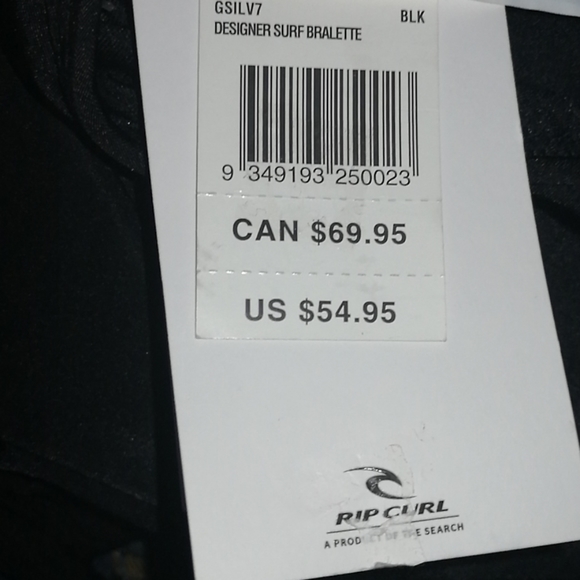 GSILV7 BLK
DESIGNER SURF BRALETTE
9 349193 250023
CAN $69.95
US $54.95
RIP CURL
A PRODUCT OF THE SEARCH